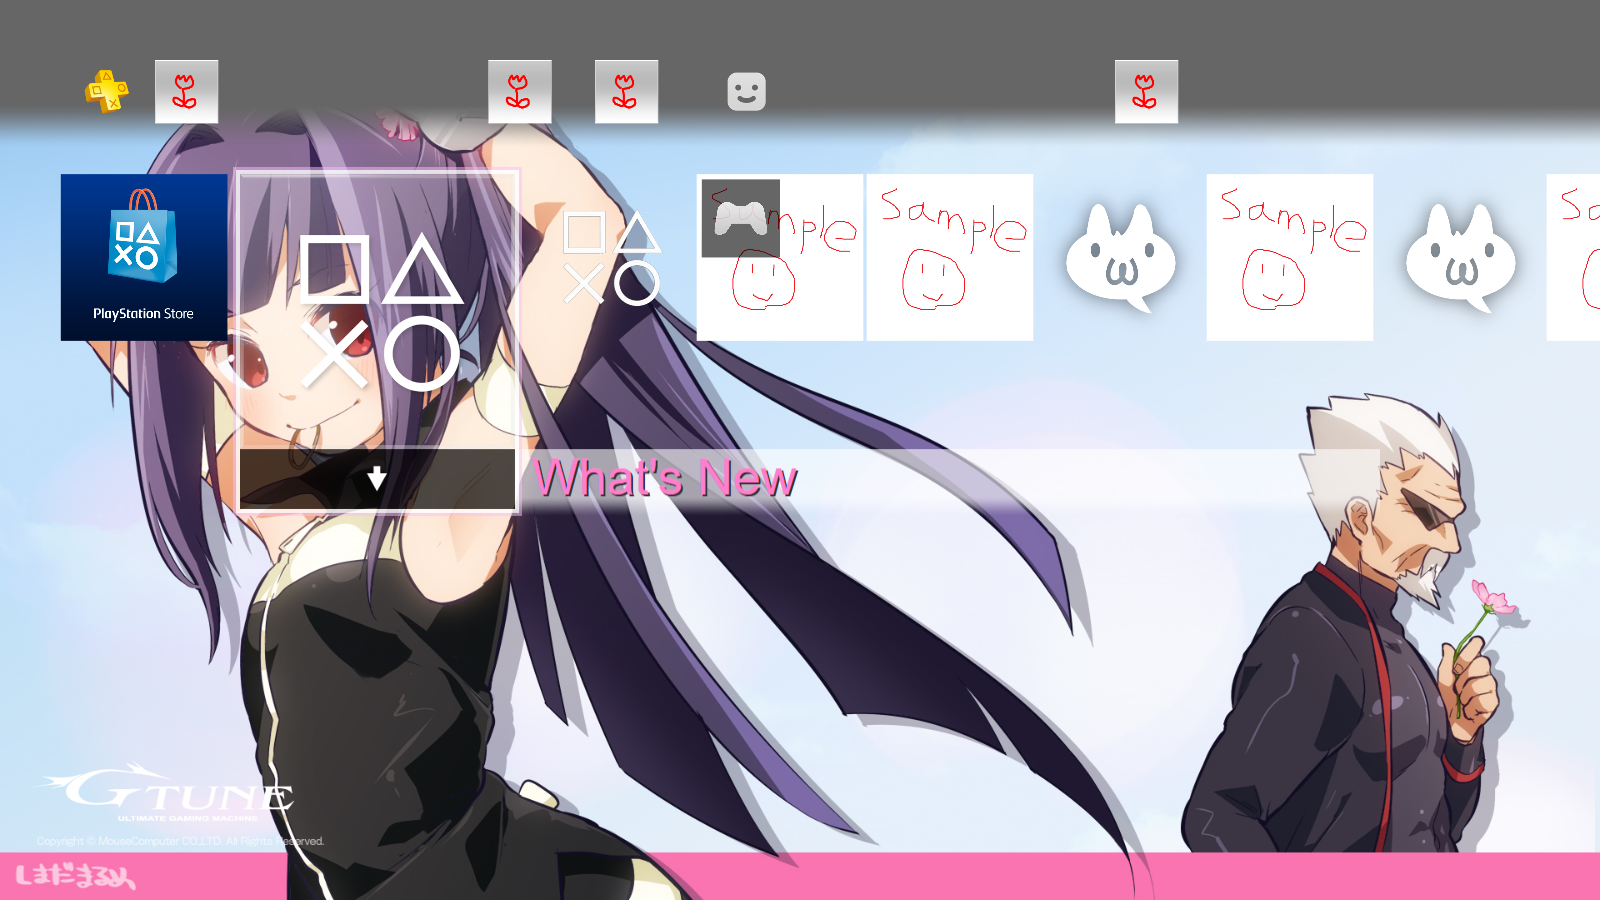 Sample
Sample
Sample
Sa
PlayStation Store
What's New
G TUNE
ULTIMATE GAMING MACHINE
Copyright © MouseComputer CO.,LTD. All Rights Reserved.
しまだまるめ